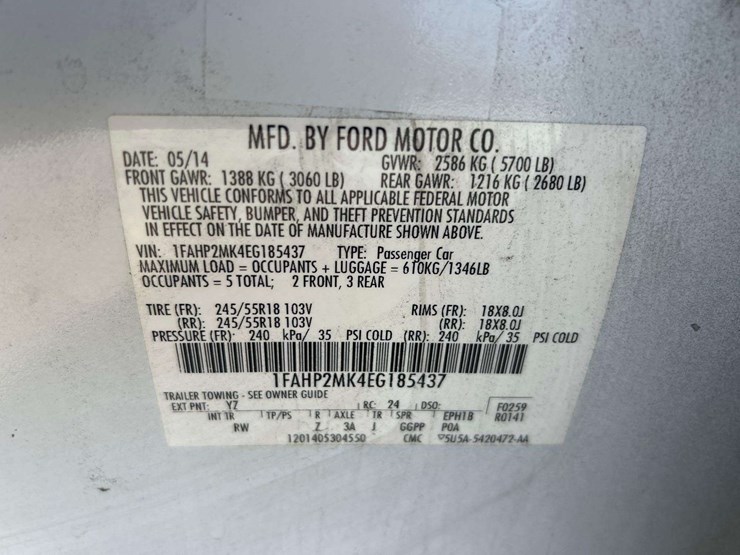 MFD. BY FORD MOTOR CO.
DATE: 05/14 GVWR: 2586 KG ( 5700 LB)
FRONT GAWR: 1388 KG ( 3060 LB) REAR GAWR: 1216 KG ( 2680 LB)
THIS VEHICLE CONFORMS TO ALL APPLICABLE FEDERAL MOTOR
VEHICLE SAFETY, BUMPER, AND THEFT PREVENTION STANDARDS
IN EFFECT ON THE DATE OF MANUFACTURE SHOWN ABOVE.
VIN: 1FAHP2MK4EG185437 TYPE: Passenger Car
MAXIMUM LOAD = OCCUPANTS + LUGGAGE = 610KG/1346LB
OCCUPANTS = 5 TOTAL; 2 FRONT, 3 REAR
TIRE (FR): 245/55R18 103V RIMS (FR): 18X8.0J
(RR): 245/55R18 103V (RR): 18X8.0J
PRESSURE (FR): 240 kPa/ 35 PSI COLD (RR): 240 kPa/ 35 PSI COLD
1FAHP2MK4EG185437
TRAILER TOWING - SEE OWNER GUIDE
EXT PNT: YZ RC: 24 DSO: F0259
INT TR TP/PS R AXLE TR SPR EPH1B R0141
RW Z 3A J GGPP POA
1201405304550 CMC 5U5A-5420472-AA